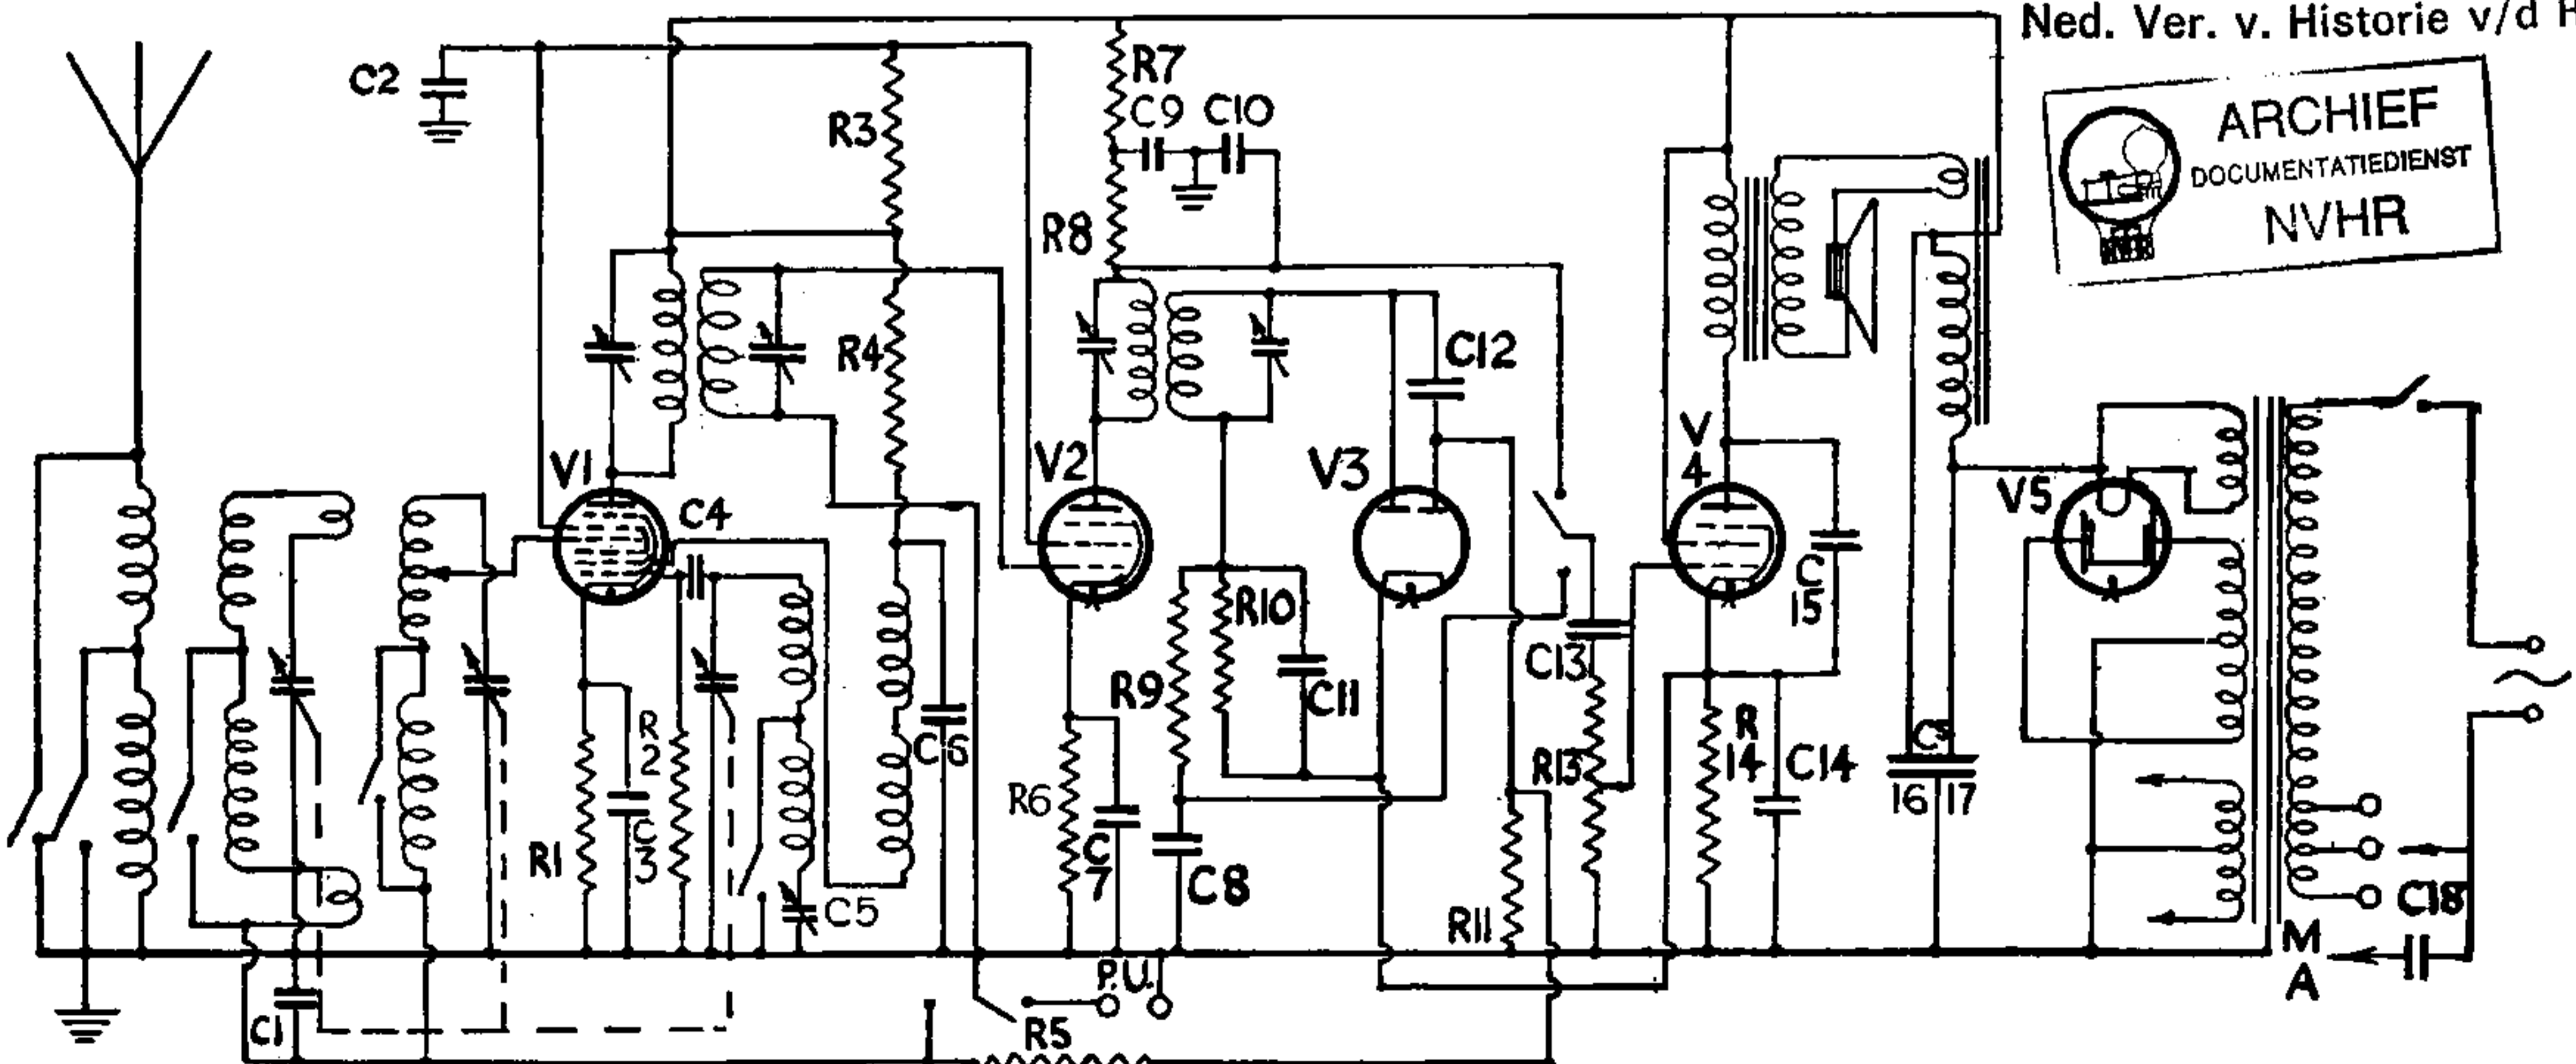 Ned. Ver. v. Historie v/d
ARCHIEF
DOCUMENTATIEDIENST
NVHR
C2
R3
R7
C9 C10
R8
R4
C12
V1
C4
V2
V3
V
4
V5
C
15
R10
R9
C11
C13
R
2
C
3
R1
C6
R6
C
7
C8
R13
R
14
C14
C
16 17
C5
R11
C18
M
A
P.U.
C1
R5